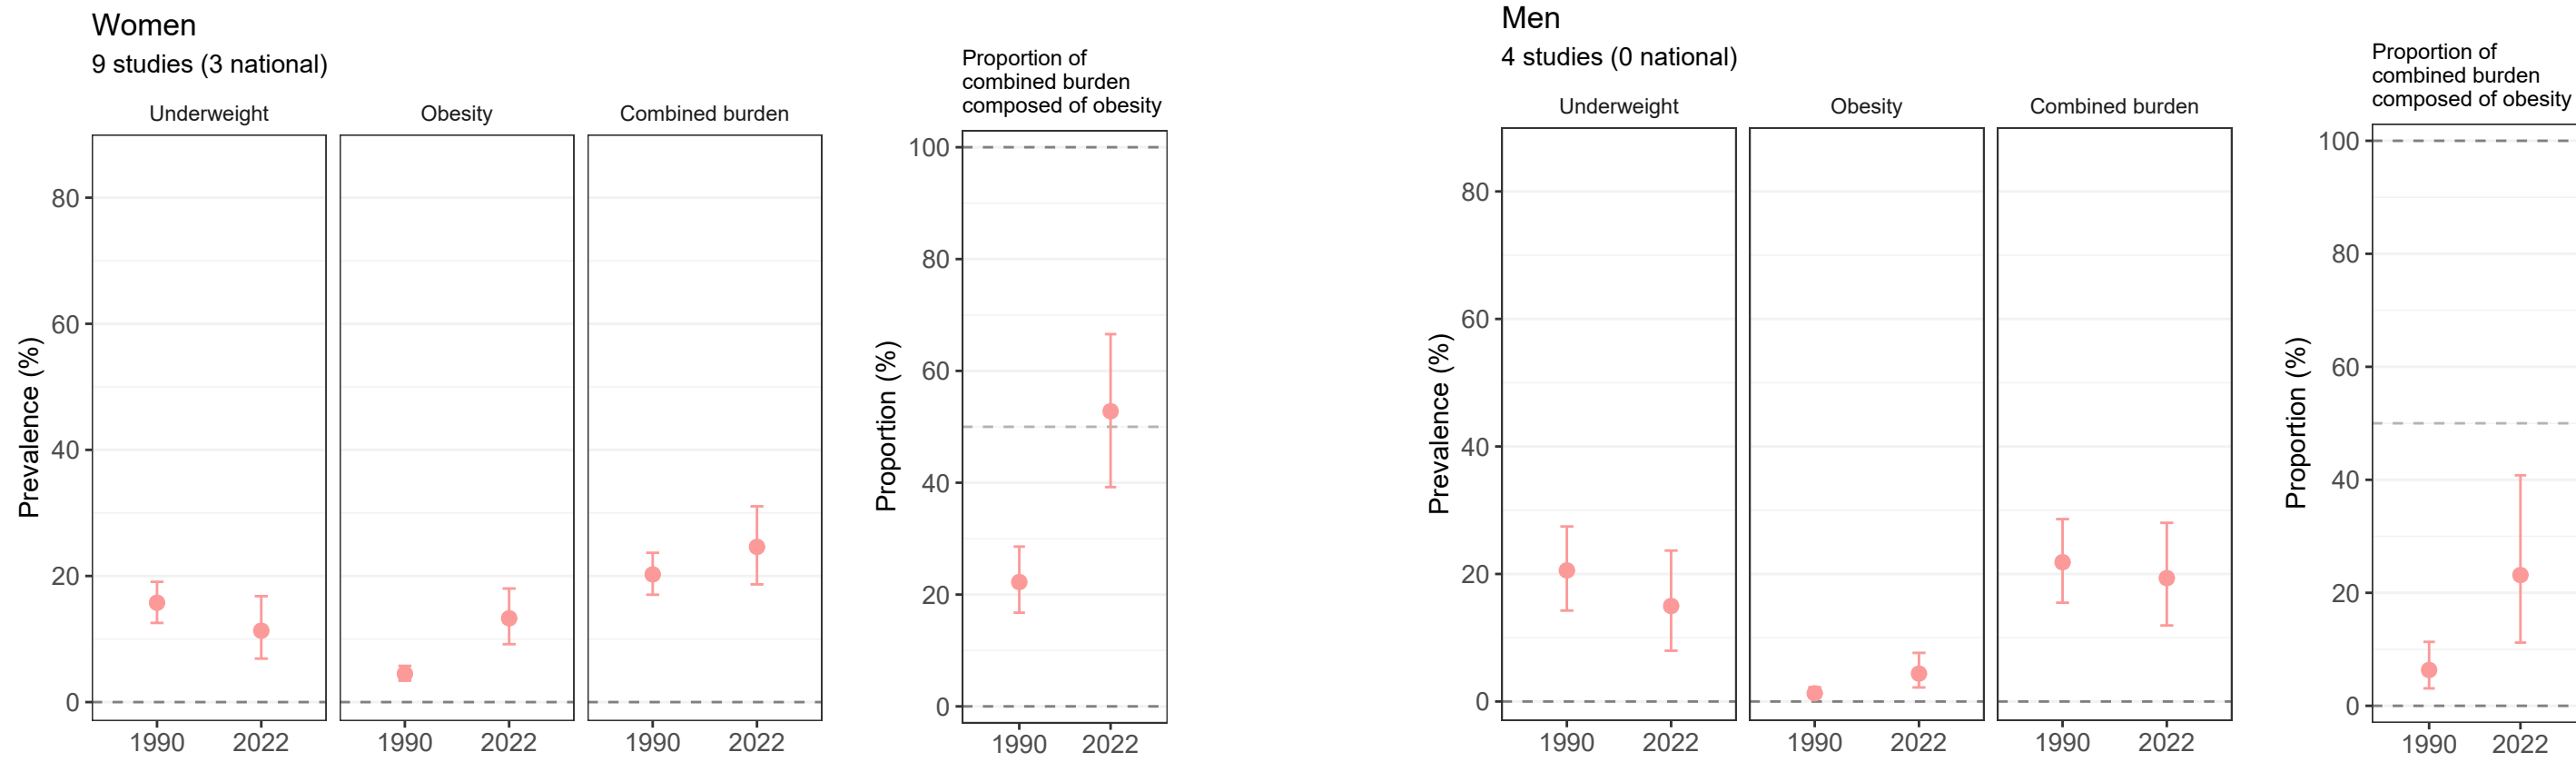 Women
9 studies (3 national)
Underweight
Obesity
Combined burden
Prevalence (%)
80
60
40
20
0
1990 2022
1990 2022
1990 2022
Proportion of
combined burden
composed of obesity
Proportion (%)
100
80
60
40
20
0
1990 2022
Men
4 studies (0 national)
Underweight
Obesity
Combined burden
Prevalence (%)
80
60
40
20
0
1990 2022
1990 2022
1990 2022
Proportion of
combined burden
composed of obesity
Proportion (%)
100
80
60
40
20
0
1990 2022